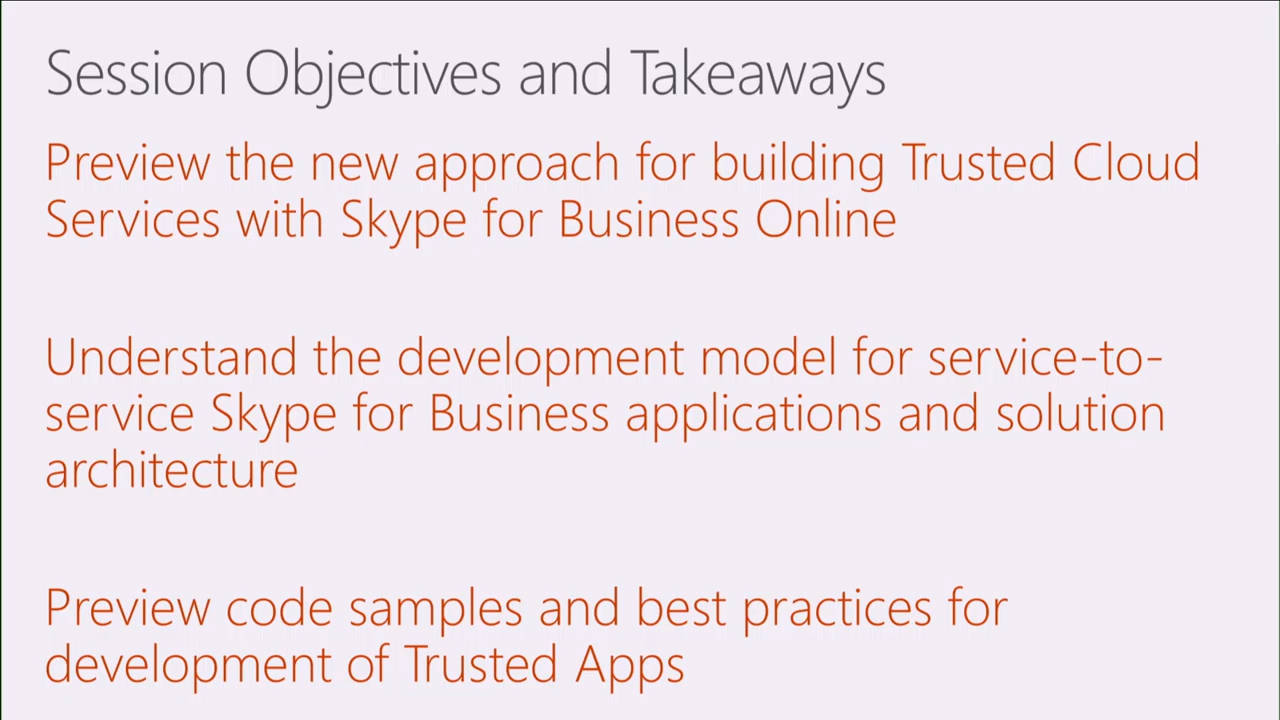 Session Objectives and Takeaways
Preview the new approach for building Trusted Cloud
Services with Skype for Business Online
Understand the development model for service-to-
service Skype for Business applications and solution
architecture
Preview code samples and best practices for
development of Trusted Apps